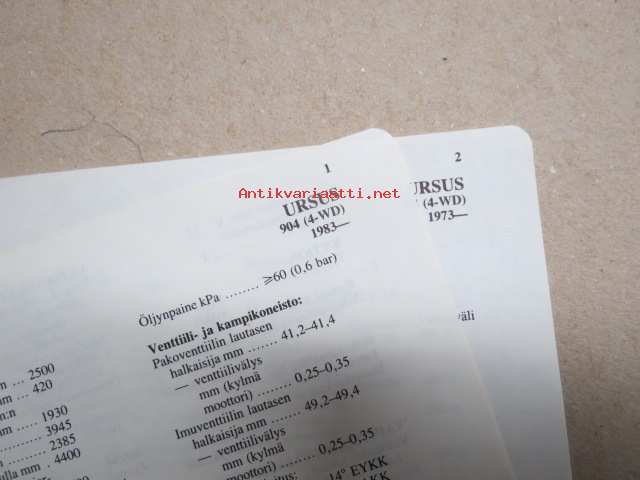 1
URSUS
904 (4-WD)
1983—
2
URSUS
(4-WD)
1973—
Antikvariaatti.net
Öljynpaine kPa ........ ≥60 (0,6 bar)
Venttiili- ja kampikoneisto:
Pakoventtiilin lautasen
halkaisija mm ....... 41,2–41,4
— venttiilivälys
mm (kylmä
moottori) ........ 0,25–0,35
Imuventtiilin lautasen
halkaisija mm ....... 49,2–49,4
— venttiilivälys
mm (kylmä
moottori) ........ 0,25–0,35
14° EYKK
... 2500
... 420
1930
3945
2385
mm .. 4400
väli